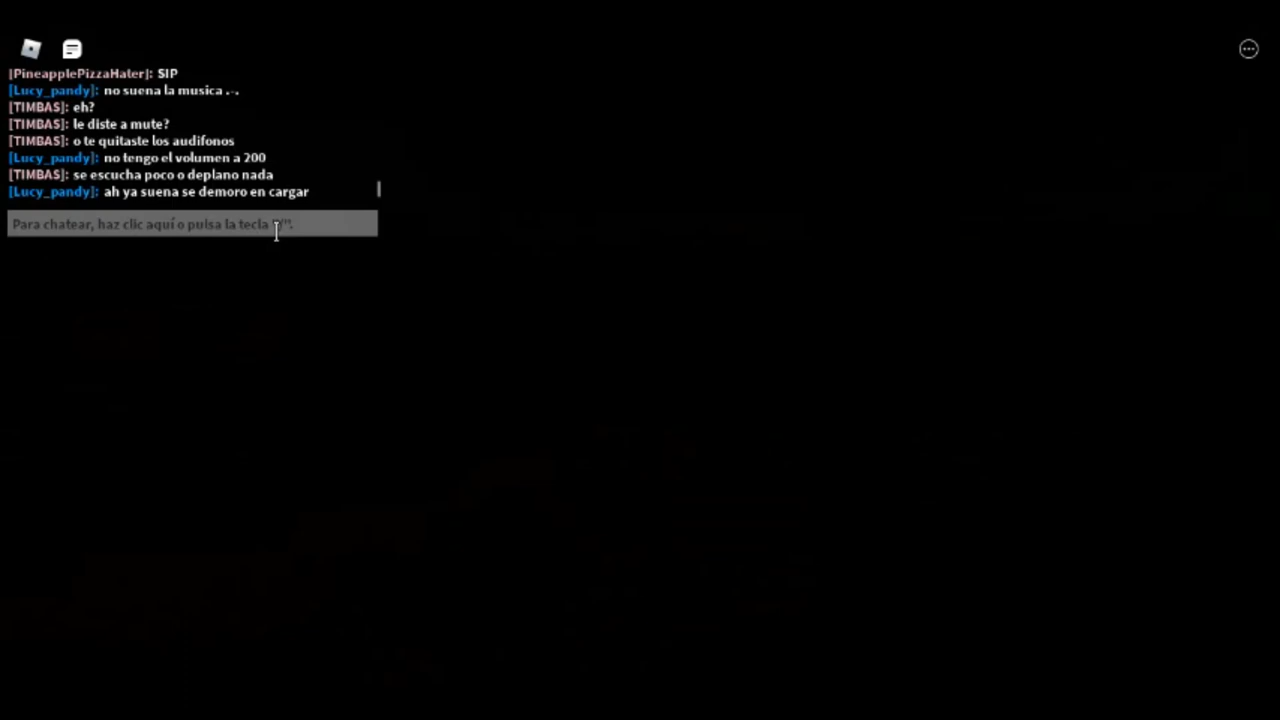 [PineapplePizzaHater]: SIP
[Lucy_pandy]: no suena la musica .-.
[TIMBAS]: eh?
[TIMBAS]: le diste a mute?
[TIMBAS]: o te quitaste los audifonos
[Lucy_pandy]: no tengo el volumen a 200
[TIMBAS]: se escucha poco o deplano nada
[Lucy_pandy]: ah ya suena se demoro en cargar
Para chatear, haz clic aquí o pulsa la tecla "/".